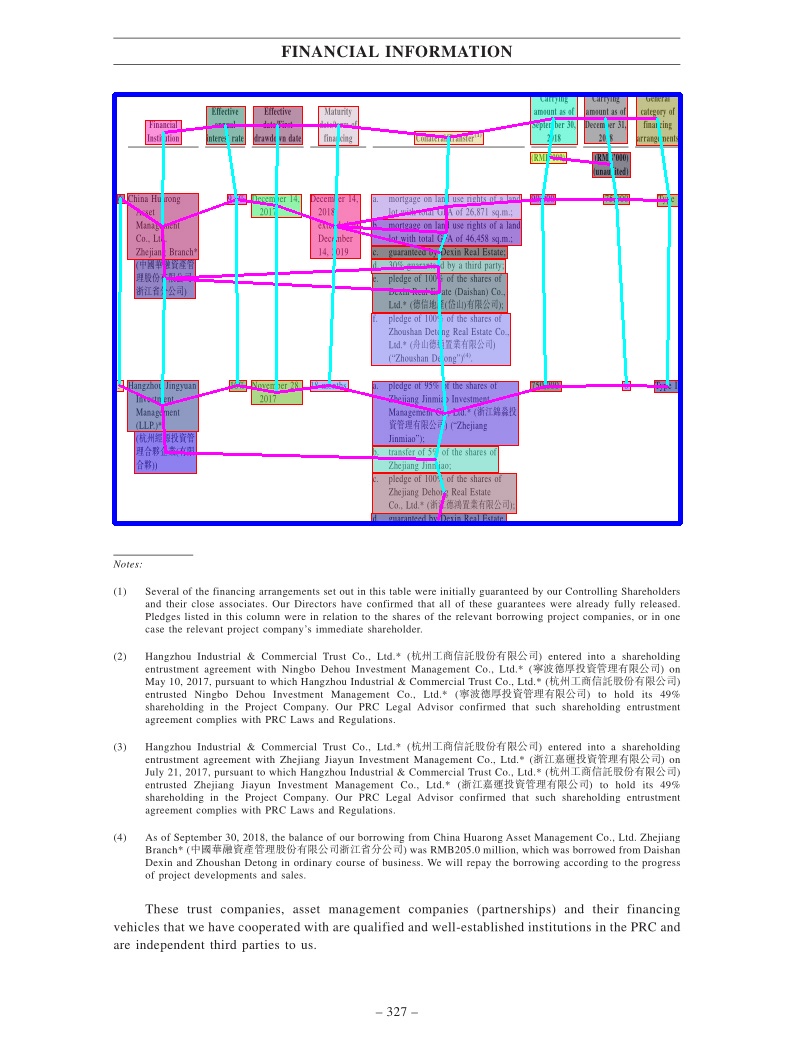 FINANCIAL INFORMATION
Financial
Institution
Effective
annual
interest rate
Effective
date/First
drawdown date
Maturity
financing
Collateral/Transfer(1)
Carrying
amount as of
September 30,
2018
Carrying
amount as of
December 31,
2018
General
category of
financing
arrangements
(RMB'000)
(RMB'000)
(unaudited)
China Huarong
Asset
Management
Co., Ltd.
Zhejiang Branch*
(中國華融資產管
理股份有限公司
浙江省分公司)
December 14,
2017
December 14,
2018
extended
December
14, 2019
a. mortgage on land use rights of a land
lot with total GFA of 26,871 sq.m.;
b. mortgage on land use rights of a land
lot with total GFA of 46,458 sq.m.;
c. guaranteed by Dexin Real Estate;
d. 30% guaranteed by a third party;
e. pledge of 100% of the shares of
Dexin Real Estate (Daishan) Co.,
Ltd.* (德信地產(岱山)有限公司);
f. pledge of 100% of the shares of
Zhoushan Detong Real Estate Co.,
Ltd.* (舟山德通置業有限公司)
(“Zhoushan Detong”)(4).
Hangzhou Jingyuan
Investment
Management
(LLP)*
合夥))
November 28,
2017
18 months
a. pledge of 95% of the shares of
Zhejiang Jinmiao Investment
Management Co., Ltd.* (浙江錦淼投
資管理有限公司) (“Zhejiang
Jinmiao”);
b. transfer of 5% of the shares of
Zhejiang Jinmiao;
c. pledge of 100% of the shares of
Zhejiang Dehong Real Estate
Co., Ltd.* (浙江德鴻置業有限公司);
d. guaranteed by Dexin Real Estate
750,000
Notes:
(1) Several of the financing arrangements set out in this table were initially guaranteed by our Controlling Shareholders
and their close associates. Our Directors have confirmed that all of these guarantees were already fully released.
Pledges listed in this column were in relation to the shares of the relevant borrowing project companies, or in one
case the relevant project company’s immediate shareholder.
(2) Hangzhou Industrial & Commercial Trust Co., Ltd.* (杭州工商信託股份有限公司) entered into a shareholding
entrustment agreement with Ningbo Dehou Investment Management Co., Ltd.* (寧波德厚投資管理有限公司) on
May 10, 2017, pursuant to which Hangzhou Industrial & Commercial Trust Co., Ltd.* (杭州工商信託股份有限公司)
entrusted Ningbo Dehou Investment Management Co., Ltd.* (寧波德厚投資管理有限公司) to hold its 49%
shareholding in the Project Company. Our PRC Legal Advisor confirmed that such shareholding entrustment
agreement complies with PRC Laws and Regulations.
(3) Hangzhou Industrial & Commercial Trust Co., Ltd.* (杭州工商信託股份有限公司) entered into a shareholding
entrustment agreement with Zhejiang Jiayun Investment Management Co., Ltd.* (浙江嘉運投資管理有限公司) on
July 21, 2017, pursuant to which Hangzhou Industrial & Commercial Trust Co., Ltd.* (杭州工商信託股份有限公司)
entrusted Zhejiang Jiayun Investment Management Co., Ltd.* (浙江嘉運投資管理有限公司) to hold its 49%
shareholding in the Project Company. Our PRC Legal Advisor confirmed that such shareholding entrustment
agreement complies with PRC Laws and Regulations.
(4) As of September 30, 2018, the balance of our borrowing from China Huarong Asset Management Co., Ltd. Zhejiang
Branch* (中國華融資產管理股份有限公司浙江省分公司) was RMB205.0 million, which was borrowed from Daishan
Dexin and Zhoushan Detong in ordinary course of business. We will repay the borrowing according to the progress
of project developments and sales.
These trust companies, asset management companies (partnerships) and their financing
vehicles that we have cooperated with are qualified and well-established institutions in the PRC and
are independent third parties to us.
– 327 –